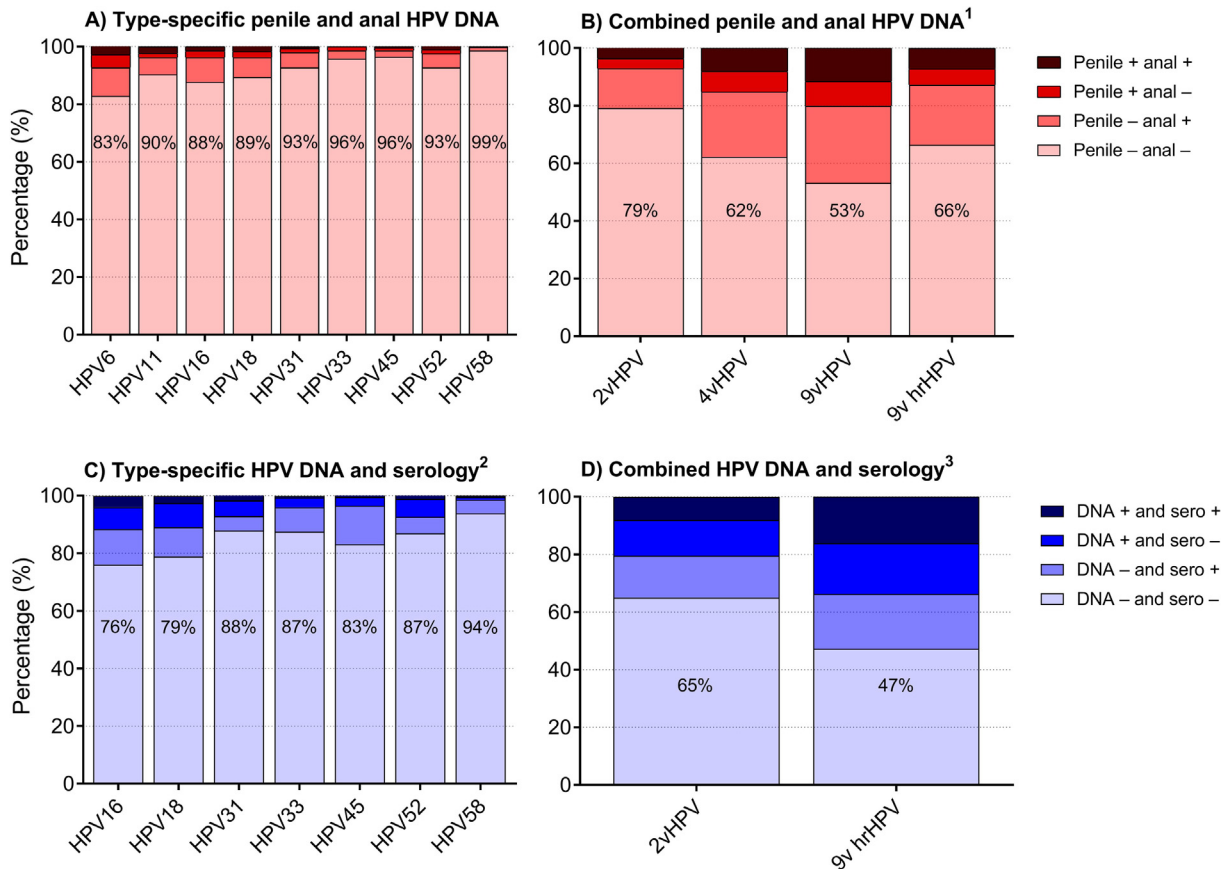 A) Type-specific penile and anal HPV DNA
Percentage (%)
100
80
60
40
20
0
83%
90%
88%
89%
93%
96%
96%
93%
99%
HPV6
HPV11
HPV16
HPV18
HPV31
HPV33
HPV45
HPV52
HPV58
B) Combined penile and anal HPV DNA¹
100
80
60
40
20
0
79%
62%
53%
66%
2vHPV
4vHPV
9vHPV
9v hrHPV
Penile + anal +
Penile + anal –
Penile – anal +
Penile – anal –
C) Type-specific HPV DNA and serology²
Percentage (%)
100
80
60
40
20
0
76%
79%
88%
87%
83%
87%
94%
HPV16
HPV18
HPV31
HPV33
HPV45
HPV52
HPV58
D) Combined HPV DNA and serology³
100
80
60
40
20
0
65%
47%
2vHPV
9v hrHPV
DNA + and sero +
DNA + and sero –
DNA – and sero +
DNA – and sero –